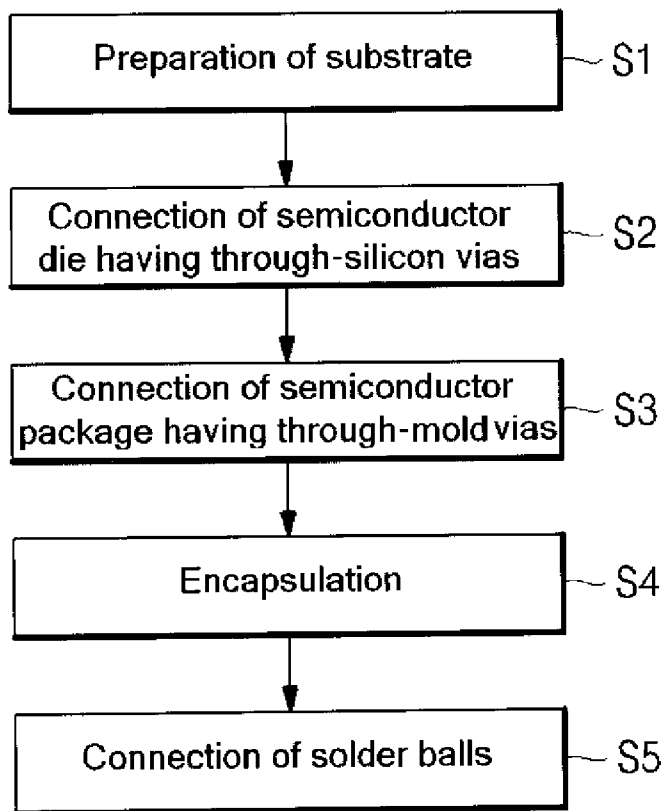 Preparation of substrate
S1
Connection of semiconductor
die having through-silicon vias
S2
Connection of semiconductor
package having through-mold vias
S3
Encapsulation
S4
Connection of solder balls
S5